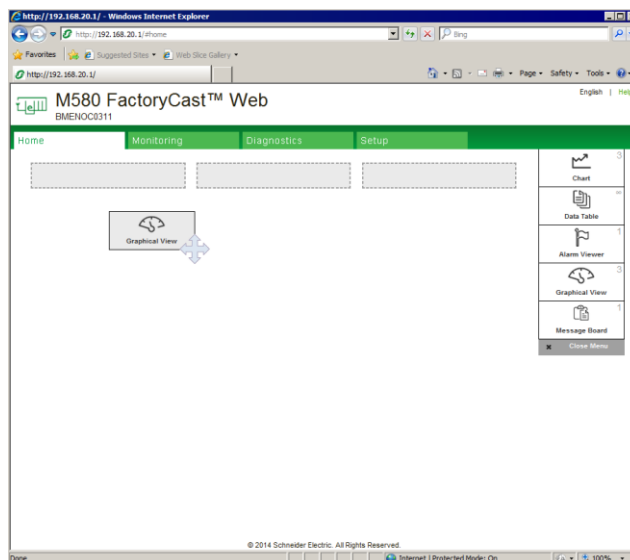 http://192.168.20.1/ - Windows Internet Explorer
http://192.168.20.1/#home
Bing
Favorites Suggested Sites Web Slice Gallery
http://192.168.20.1/
Page Safety Tools
English | Help
M580 FactoryCast™ Web
BMENOC0311
Home Monitoring Diagnostics Setup
3
Chart
∞
Data Table
1
Alarm Viewer
3
Graphical View
1
Message Board
Close Menu
Graphical View
© 2014 Schneider Electric. All Rights Reserved.
Done Internet | Protected Mode: On 100%